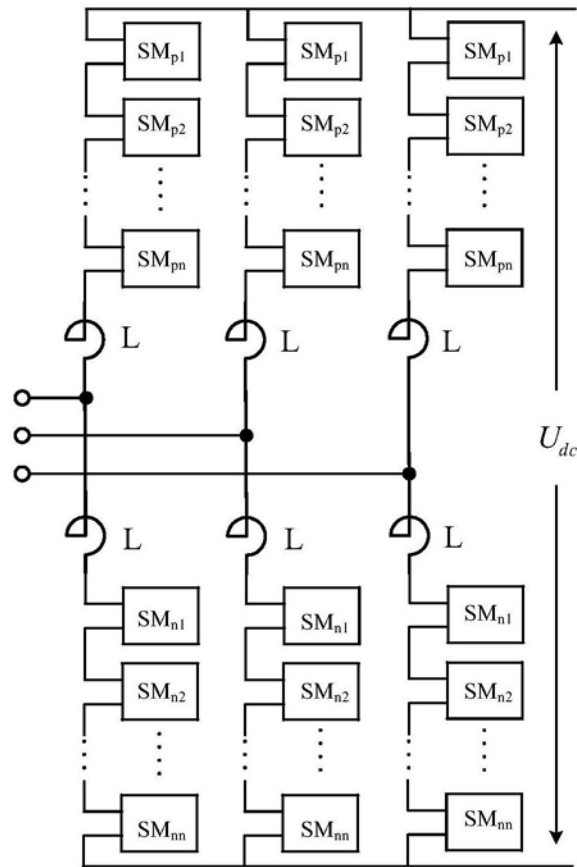 SMp1 SMp1 SMp1
SMp2 SMp2 SMp2
SMpn SMpn SMpn
L L L
Udc
L L L
SMn1 SMn1 SMn1
SMn2 SMn2 SMn2
SMnn SMnn SMnn